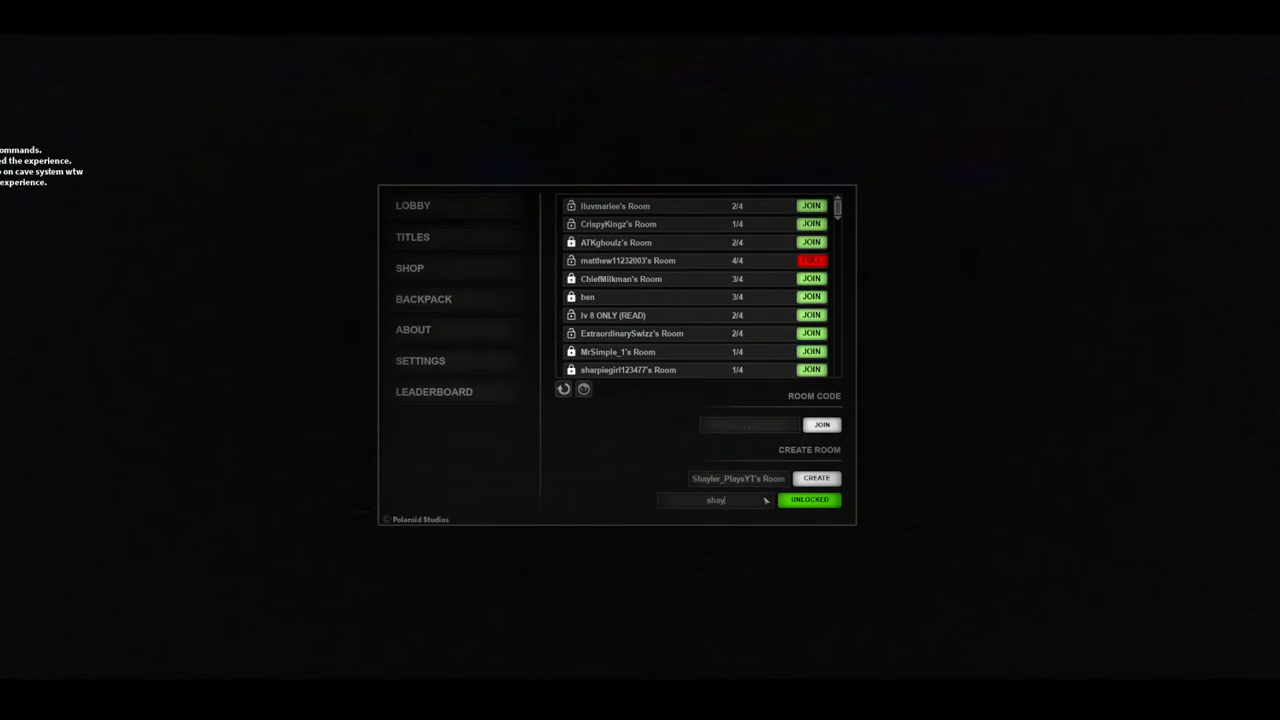 ommands.
ed the experience.
o on cave system wtw
experience.
LOBBY
TITLES
SHOP
BACKPACK
ABOUT
SETTINGS
LEADERBOARD
Iluvmarlee's Room 2/4 JOIN
CrispyKingz's Room 1/4 JOIN
ATKghoulz's Room 2/4 JOIN
matthew11232003's Room 4/4 FULL
ChiefMilkman's Room 3/4 JOIN
ben 3/4 JOIN
lv 8 ONLY (READ) 2/4 JOIN
ExtraordinarySwizz's Room 2/4 JOIN
MrSimple_1's Room 1/4 JOIN
sharpiegirl123477's Room 1/4 JOIN
ROOM CODE
... JOIN
CREATE ROOM
Shayler_PlaysYT's Room CREATE
shay UNLOCKED
© Polaroid Studios